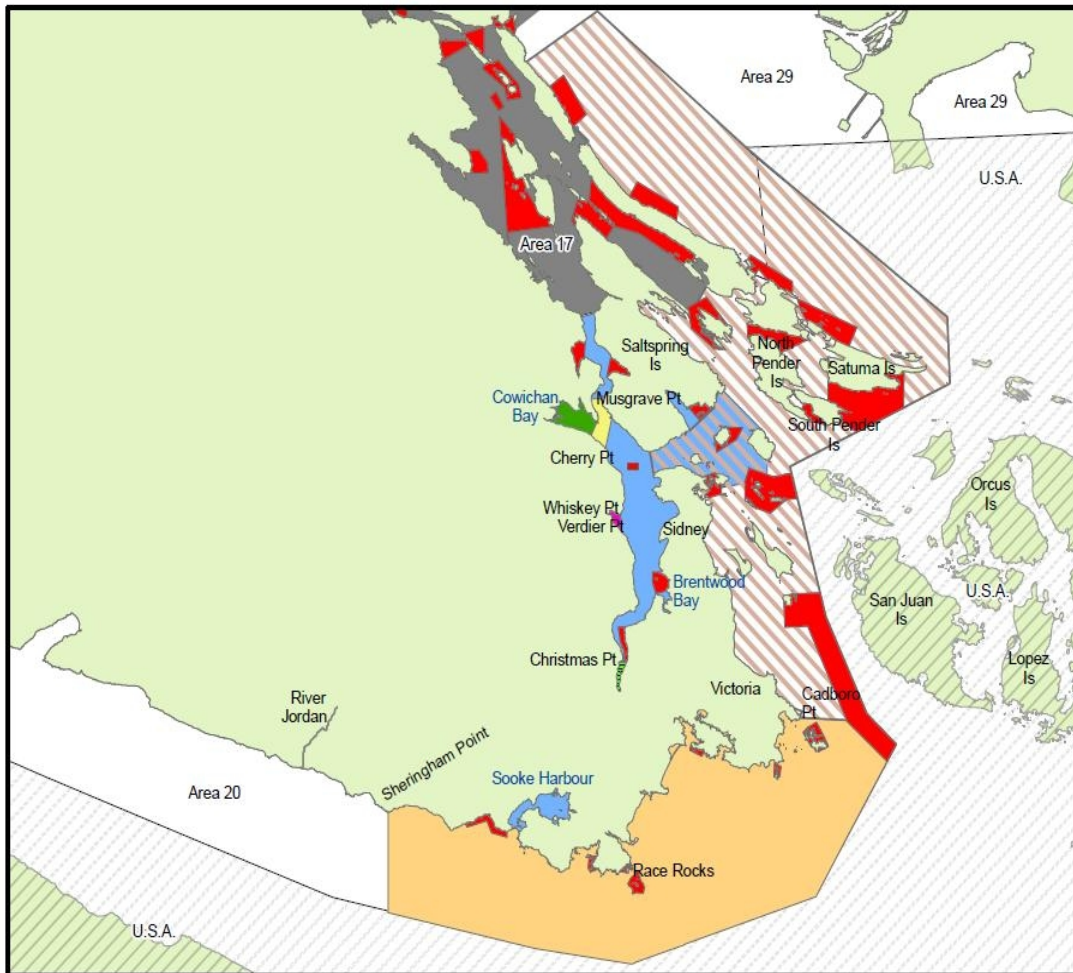 Area 29
Area 29
U.S.A.
Area 17
Saltspring
Is
North
Pender
Is
Satuma Is
Cowichan
Bay
Musgrave Pt
South Pender
Is
Cherry Pt
Orcus
Is
Whiskey Pt
Verdier Pt
Sidney
Brentwood
Bay
U.S.A.
San Juan
Is
Lopez
Is
Christmas Pt
Victoria
Cadboro
Pt
River
Jordan
Sheringham Point
Sooke Harbour
Area 20
Race Rocks
U.S.A.